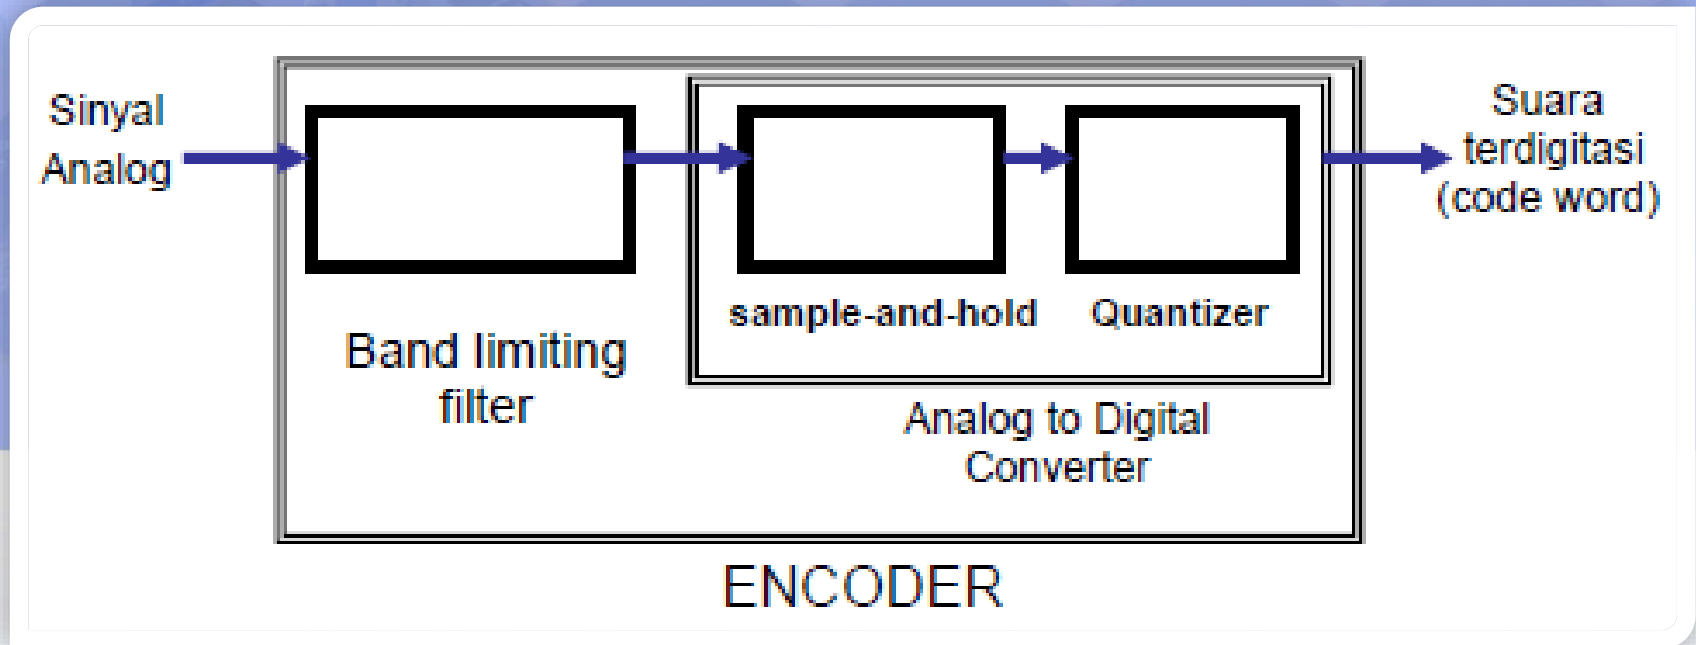 Sinyal
Analog
Suara
terdigitasi
(code word)
sample-and-hold
Quantizer
Band limiting
filter
Analog to Digital
Converter
ENCODER